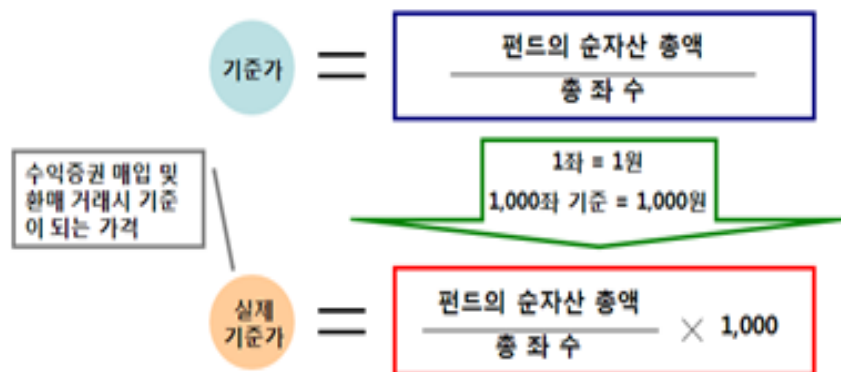 기준가
=
펀드의 순자산 총액
총 좌 수
1좌 = 1원
1,000좌 기준 = 1,000원
수익증권 매입 및
환매 거래시 기준
이 되는 가격
실제
기준가
=
펀드의 순자산 총액
총 좌 수
× 1,000